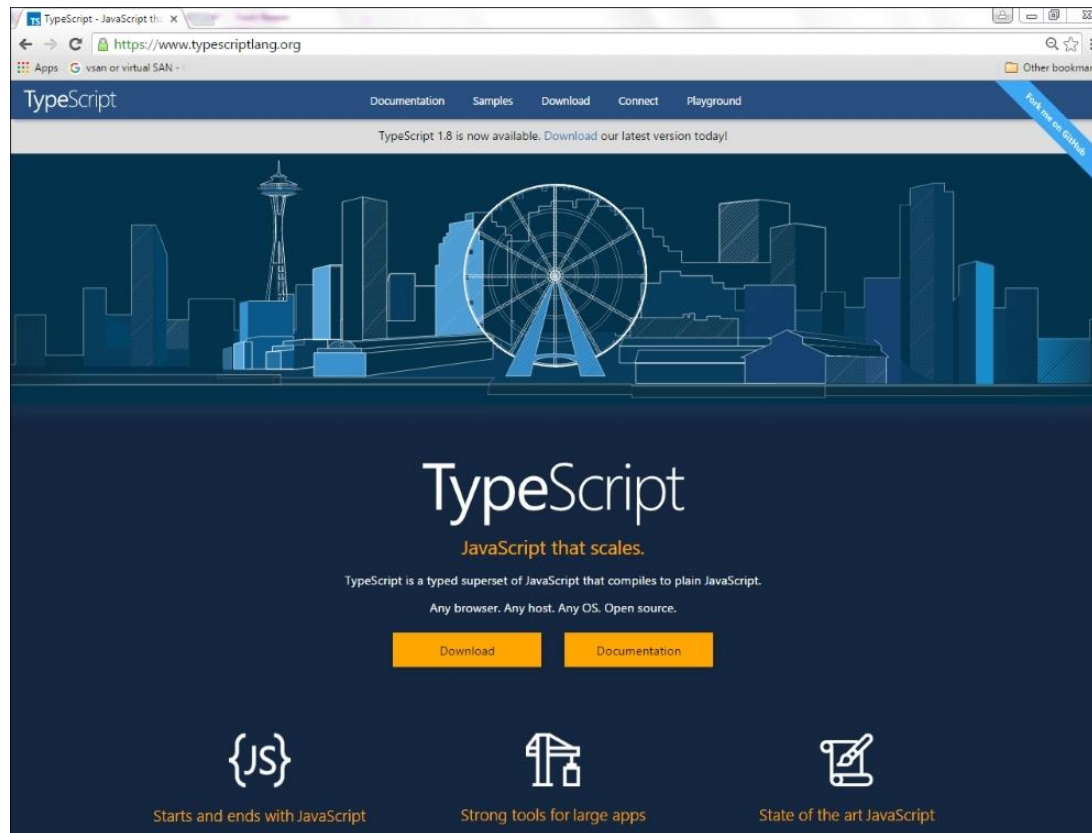 TypeScript - JavaScript th
https://www.typescriptlang.org
Apps G vsan or virtual SAN -
Other bookmar
TypeScript
Documentation Samples Download Connect Playground
Fork me on GitHub
TypeScript 1.8 is now available. Download our latest version today!
TypeScript
JavaScript that scales.
TypeScript is a typed superset of JavaScript that compiles to plain JavaScript.
Any browser. Any host. Any OS. Open source.
Download Documentation
{JS}
Starts and ends with JavaScript Strong tools for large apps State of the art JavaScript